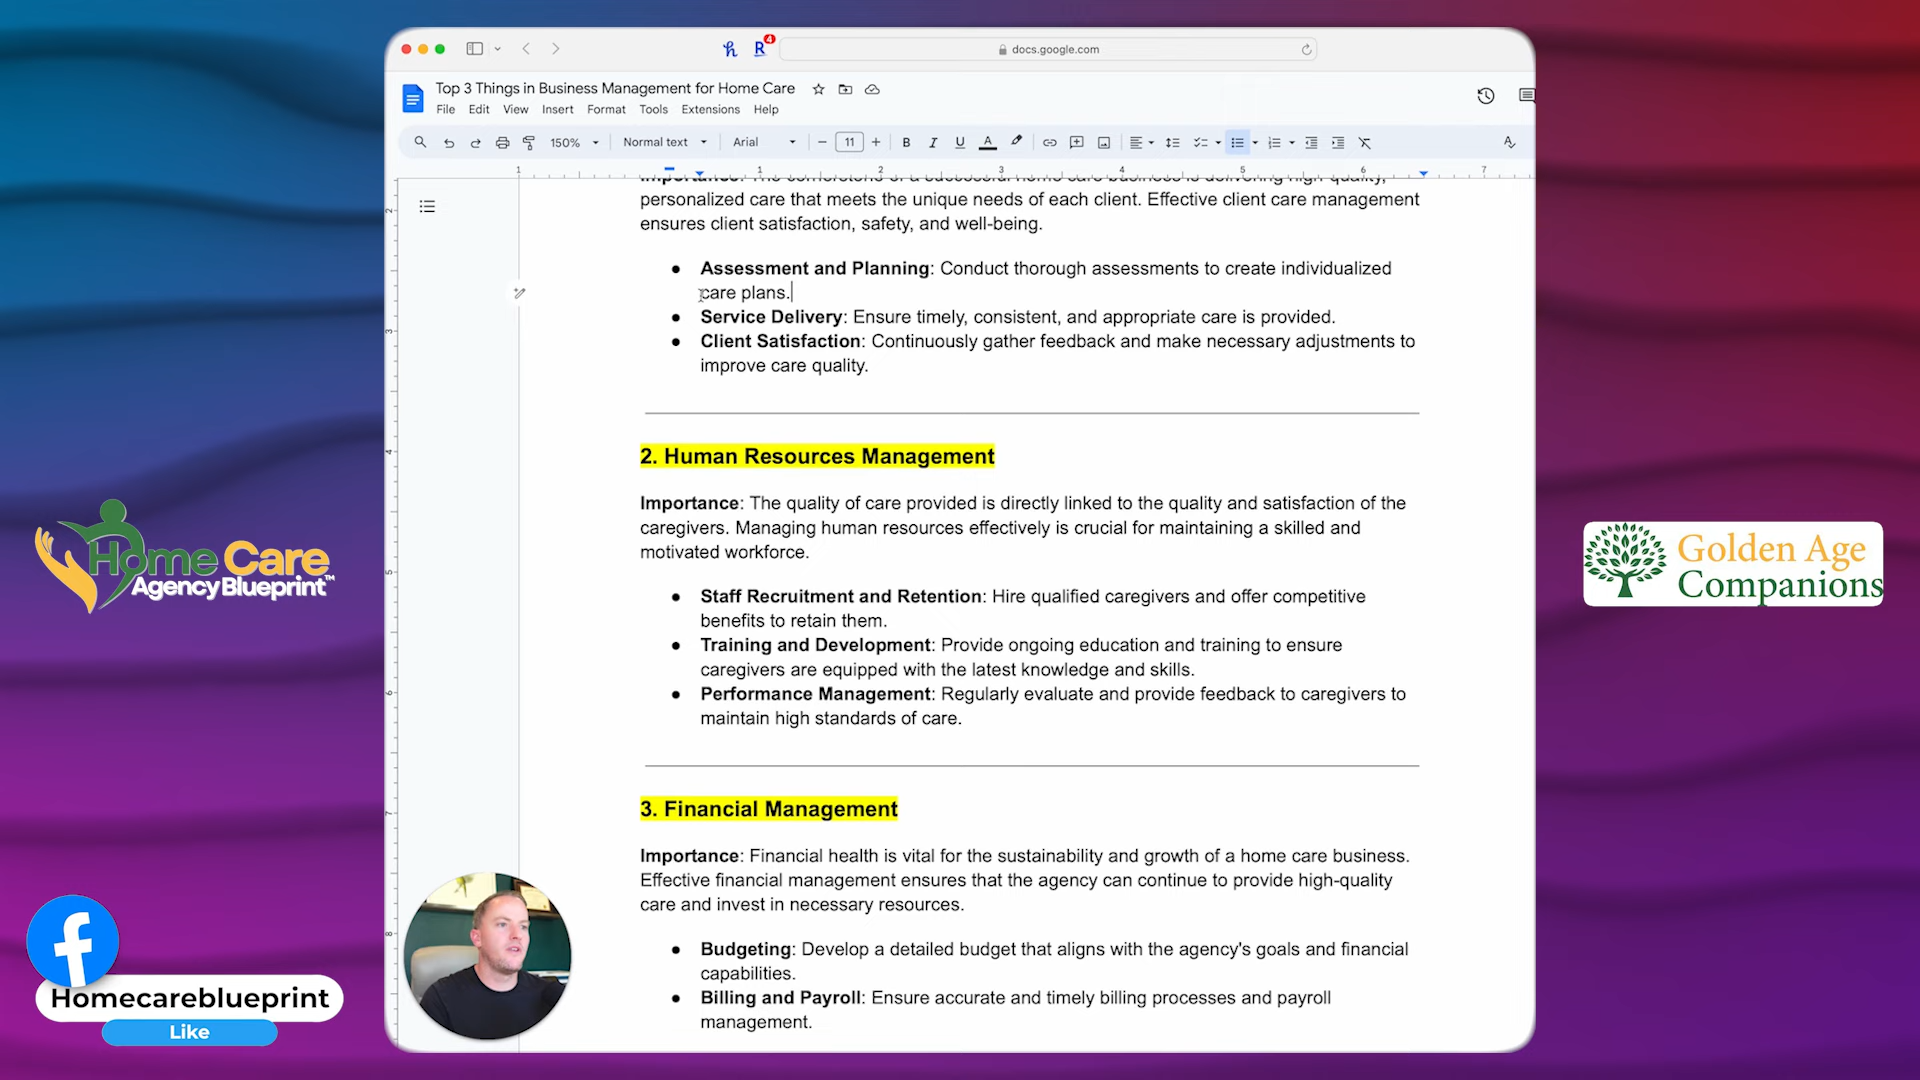 docs.google.com
R
4
Top 3 Things in Business Management for Home Care
File Edit View Insert Format Tools Extensions Help
150% Normal text Arial 11
1 1 2 3 4 5 6 7
personalized care that meets the unique needs of each client. Effective client care management
ensures client satisfaction, safety, and well-being.
● Assessment and Planning: Conduct thorough assessments to create individualized
care plans.
● Service Delivery: Ensure timely, consistent, and appropriate care is provided.
● Client Satisfaction: Continuously gather feedback and make necessary adjustments to
improve care quality.
2. Human Resources Management
Importance: The quality of care provided is directly linked to the quality and satisfaction of the
caregivers. Managing human resources effectively is crucial for maintaining a skilled and
motivated workforce.
● Staff Recruitment and Retention: Hire qualified caregivers and offer competitive
benefits to retain them.
● Training and Development: Provide ongoing education and training to ensure
caregivers are equipped with the latest knowledge and skills.
● Performance Management: Regularly evaluate and provide feedback to caregivers to
maintain high standards of care.
3. Financial Management
Importance: Financial health is vital for the sustainability and growth of a home care business.
Effective financial management ensures that the agency can continue to provide high-quality
care and invest in necessary resources.
● Budgeting: Develop a detailed budget that aligns with the agency's goals and financial
capabilities.
● Billing and Payroll: Ensure accurate and timely billing processes and payroll
management.
Home Care
Agency Blueprint™
Golden Age
Companions
Homecareblueprint
Like